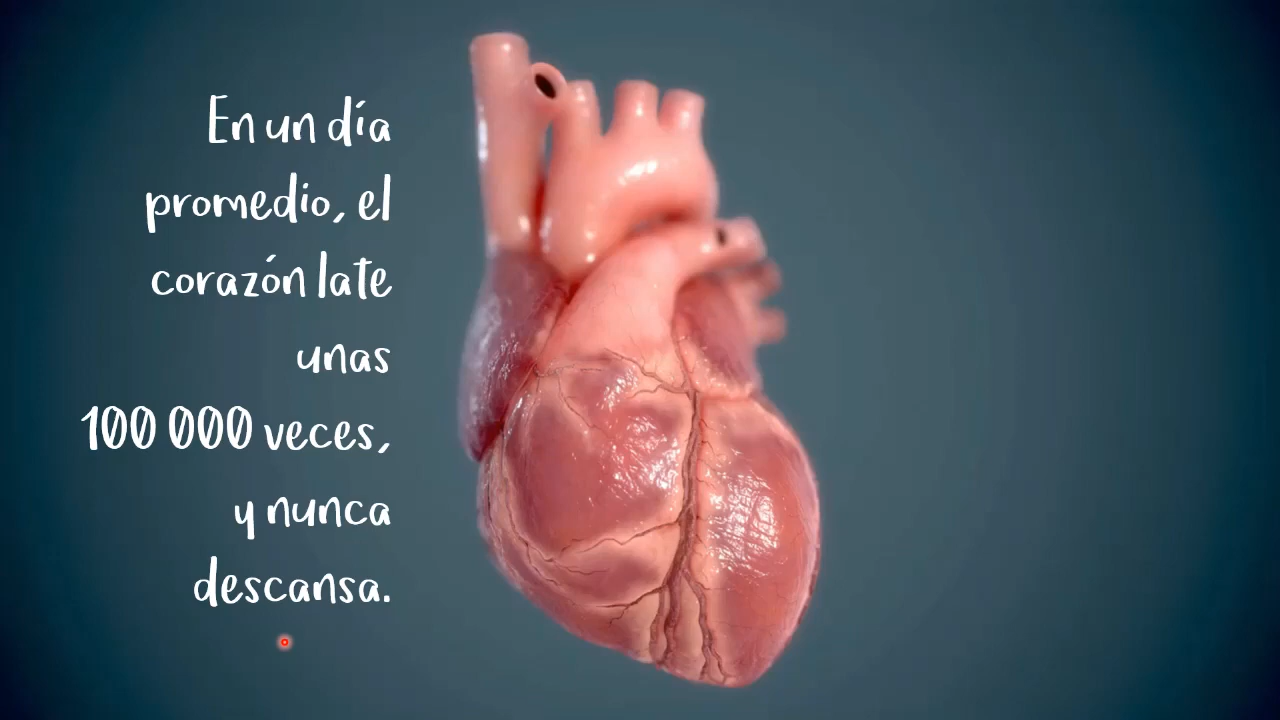 En un día
promedio, el
corazón late
unas
100 000 veces,
y nunca
descansa.